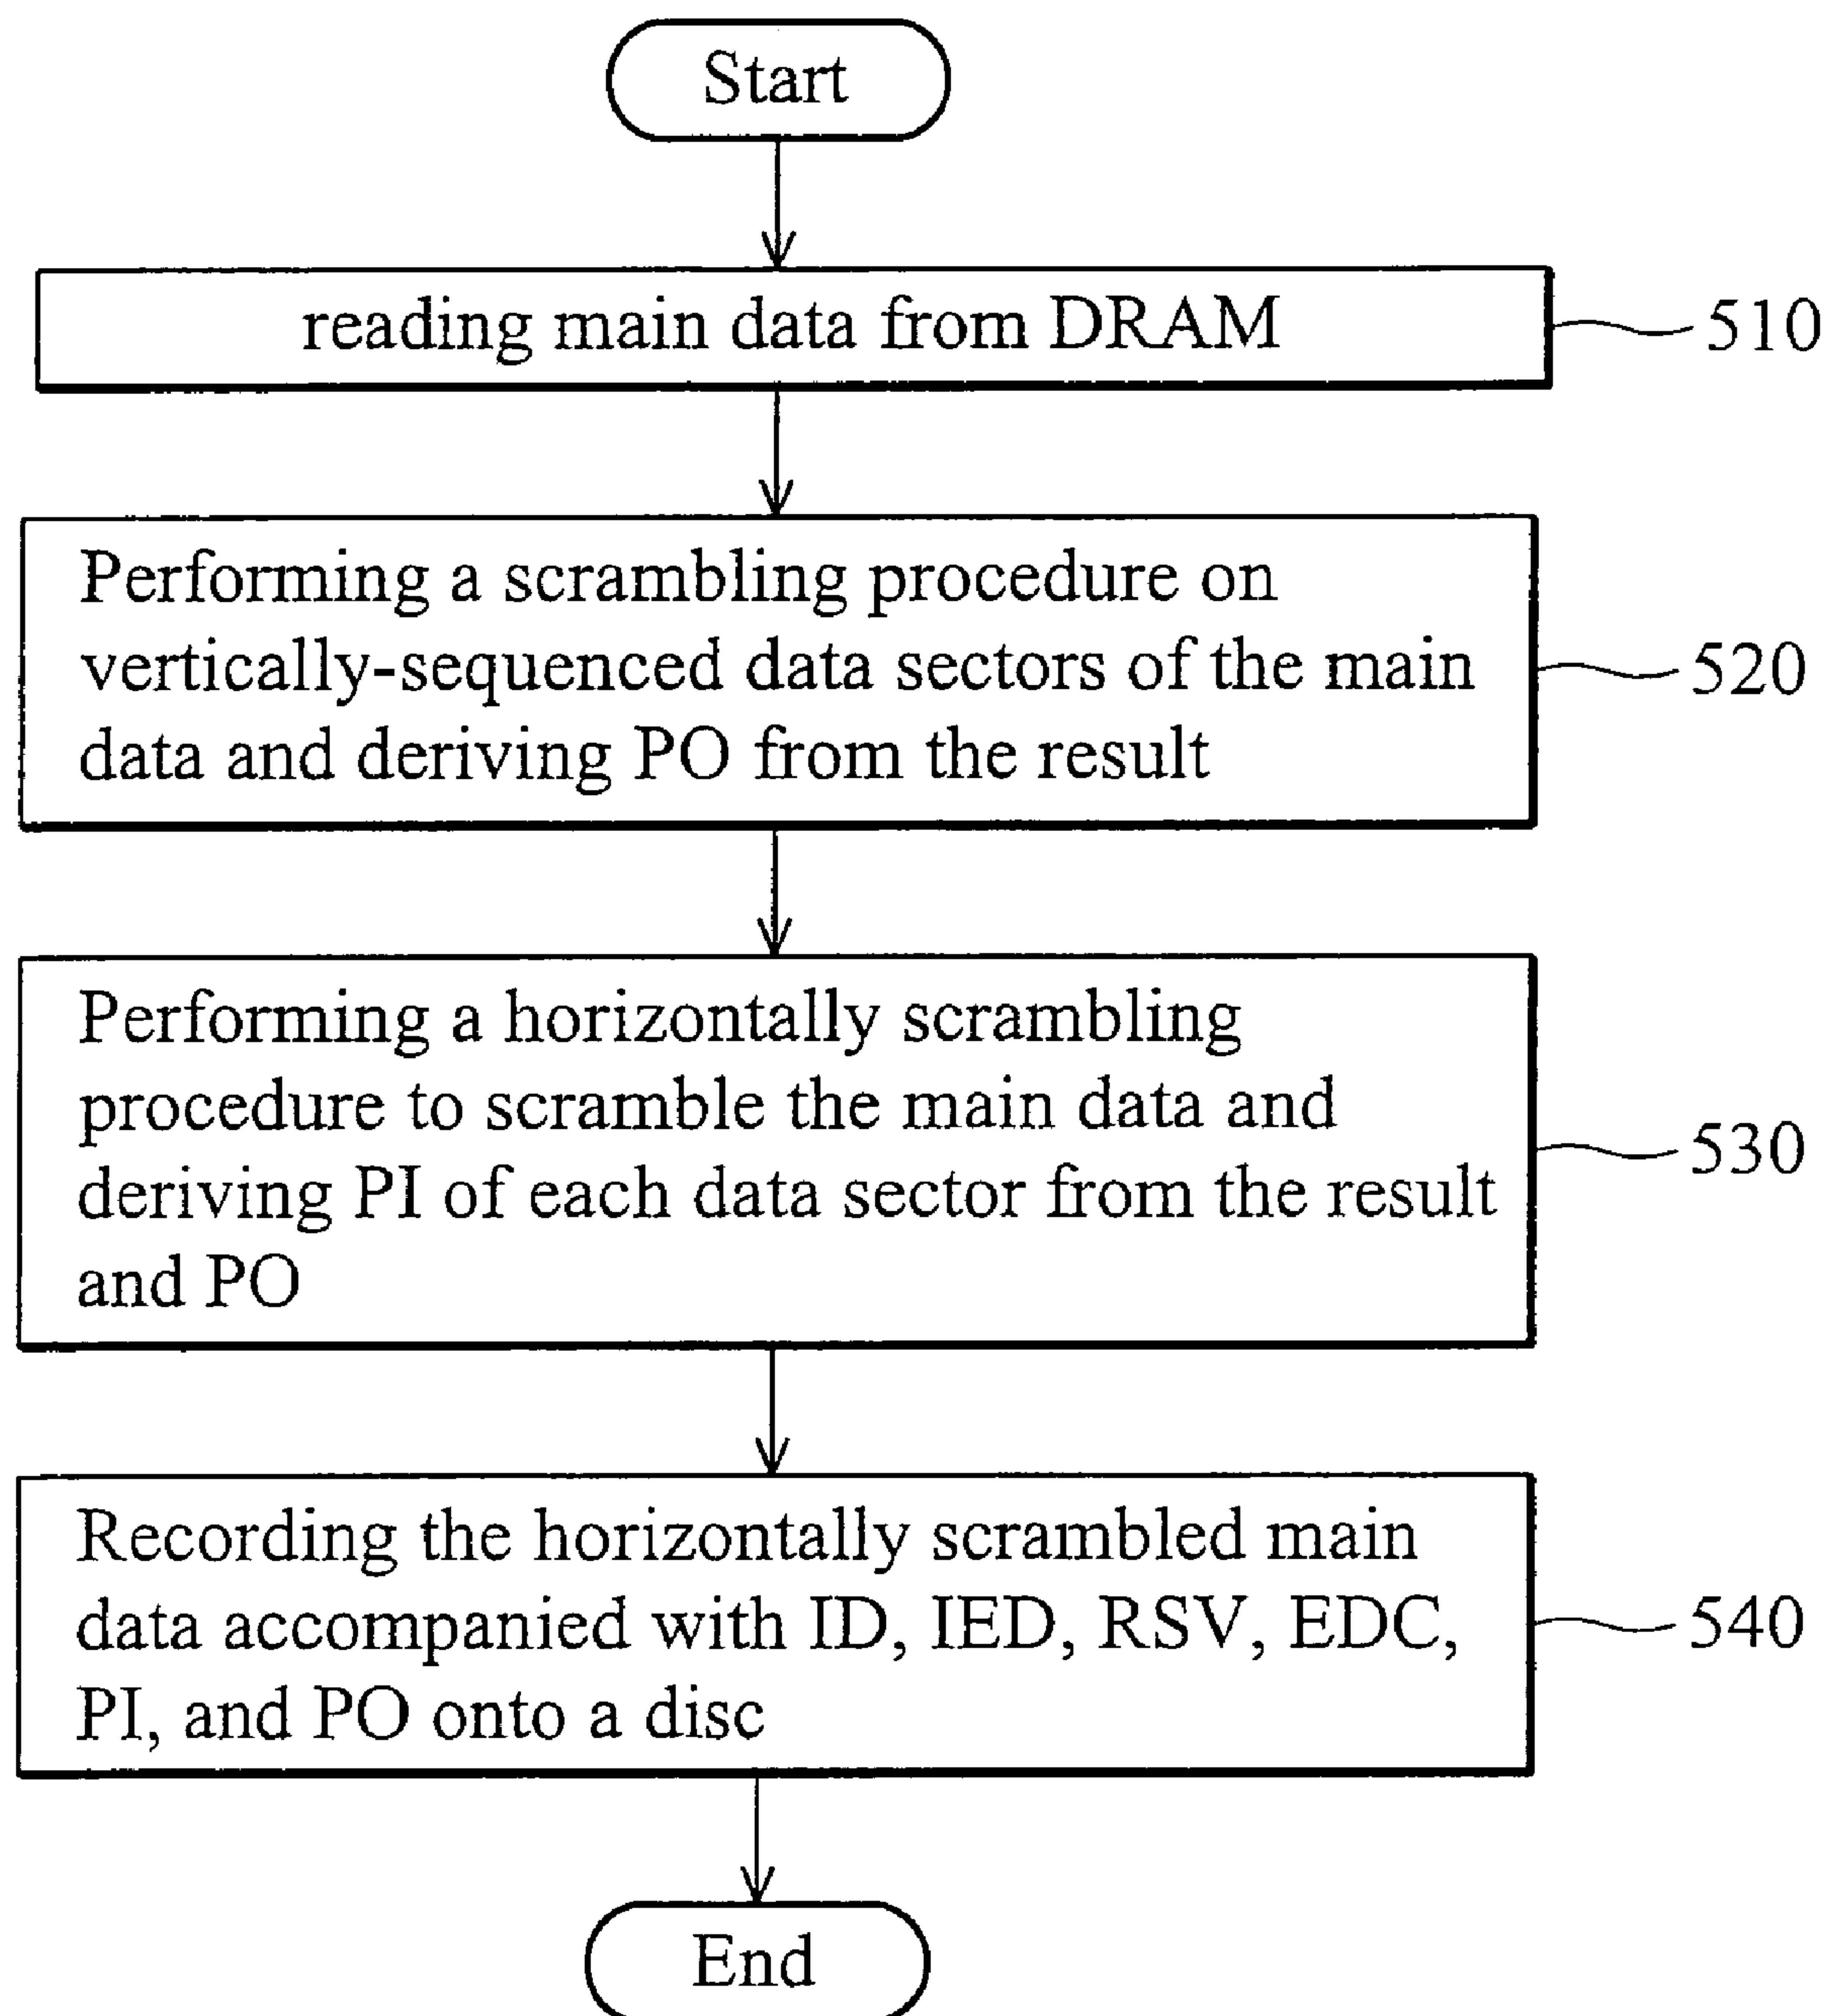 Start
reading main data from DRAM
510
Performing a scrambling procedure on
vertically-sequenced data sectors of the main
data and deriving PO from the result
520
Performing a horizontally scrambling
procedure to scramble the main data and
deriving PI of each data sector from the result
and PO
530
Recording the horizontally scrambled main
data accompanied with ID, IED, RSV, EDC,
PI, and PO onto a disc
540
End